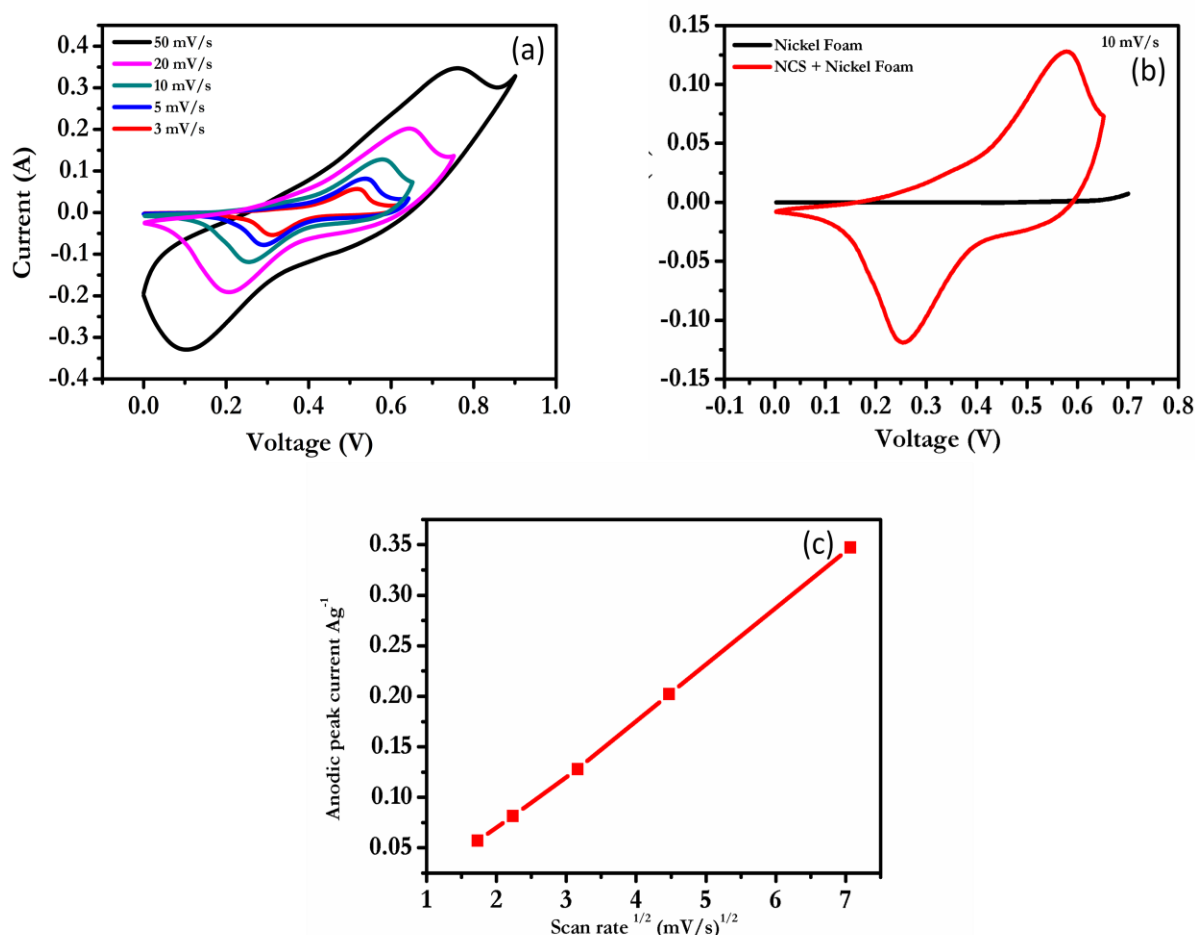 (a)
50 mV/s
20 mV/s
10 mV/s
5 mV/s
3 mV/s
0.4
0.3
0.2
0.1
0.0
-0.1
-0.2
-0.3
-0.4
Current (A)
0.0 0.2 0.4 0.6 0.8 1.0
Voltage (V)
(b)
10 mV/s
Nickel Foam
NCS + Nickel Foam
0.15
0.10
0.05
0.00
-0.05
-0.10
-0.15
-0.1 0.0 0.1 0.2 0.3 0.4 0.5 0.6 0.7 0.8
Voltage (V)
(c)
0.35
0.30
0.25
0.20
0.15
0.10
0.05
Anodic peak current Ag⁻¹
1 2 3 4 5 6 7
Scan rate ¹/² (mV/s)¹/²